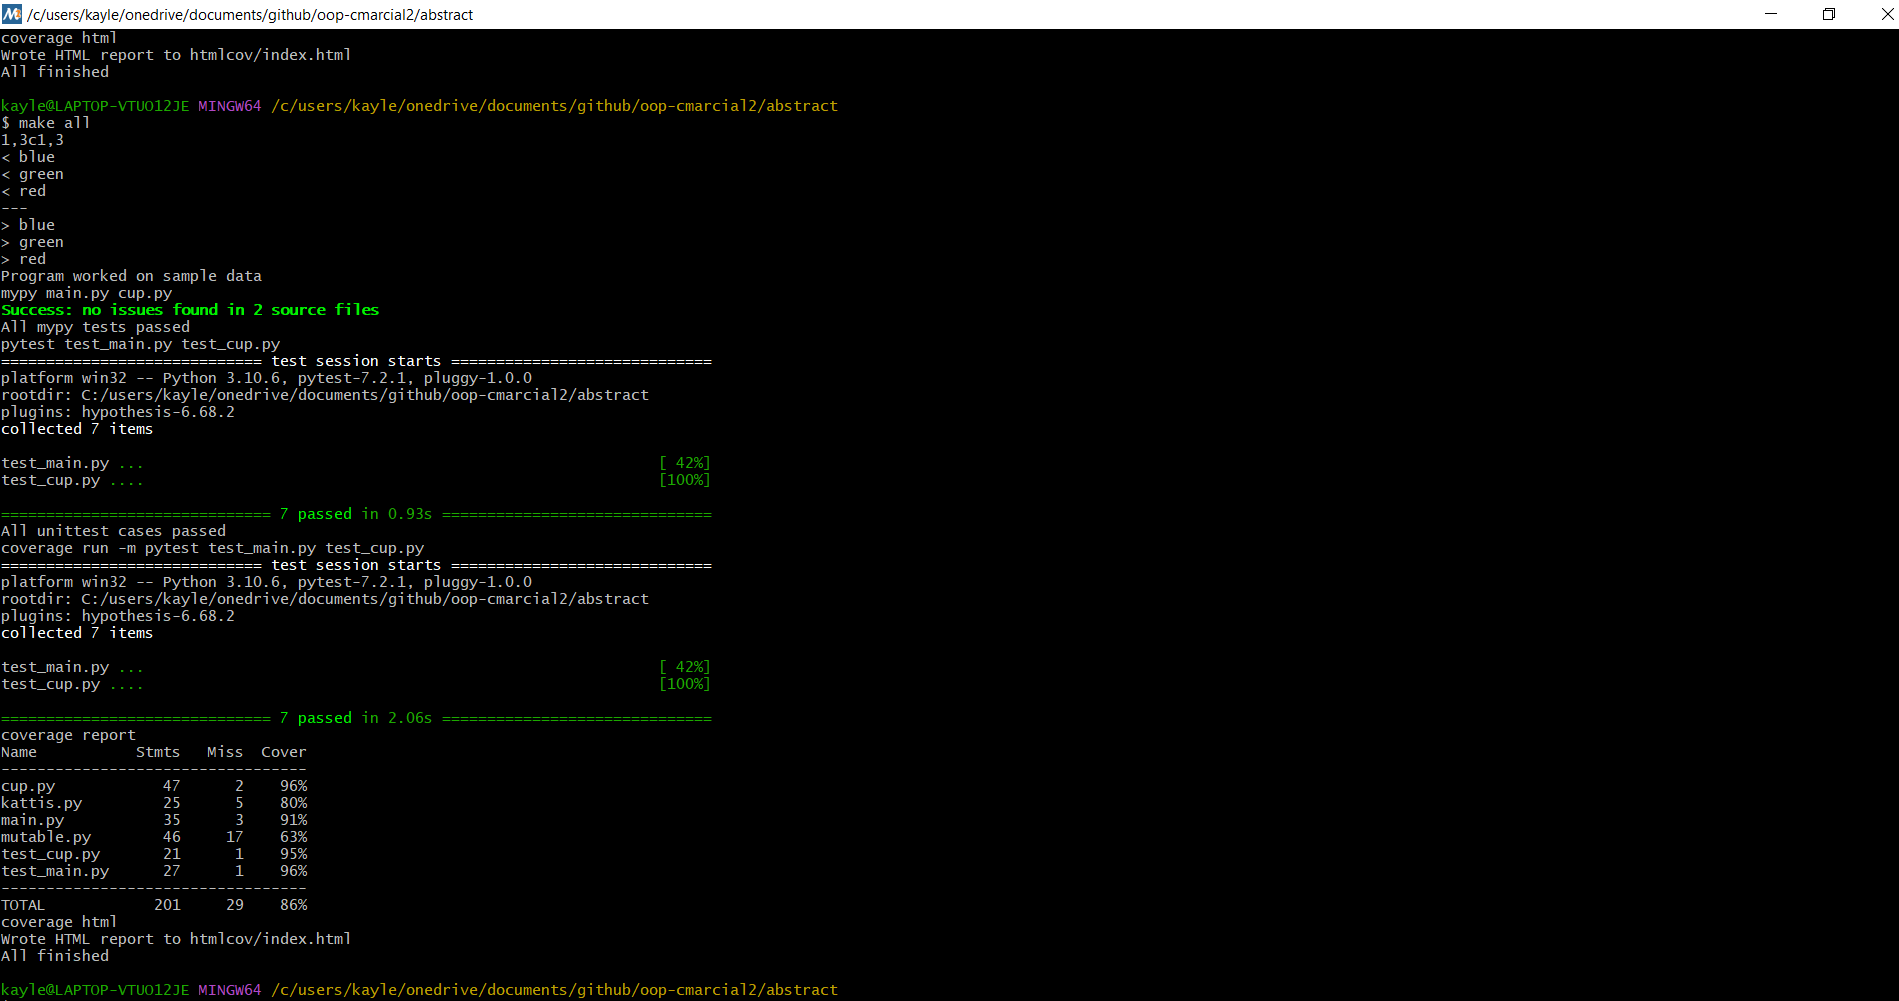 /c/users/kayle/onedrive/documents/github/oop-cmarcial2/abstract
coverage html
Wrote HTML report to htmlcov/index.html
All finished
kayle@LAPTOP-VTUO12JE MINGW64 /c/users/kayle/onedrive/documents/github/oop-cmarcial2/abstract
$ make all
1,3c1,3
< blue
< green
< red
---
> blue
> green
> red
Program worked on sample data
mypy main.py cup.py
Success: no issues found in 2 source files
All mypy tests passed
pytest test_main.py test_cup.py
============================= test session starts =============================
platform win32 -- Python 3.10.6, pytest-7.2.1, pluggy-1.0.0
rootdir: C:/users/kayle/onedrive/documents/github/oop-cmarcial2/abstract
plugins: hypothesis-6.68.2
collected 7 items
test_main.py ... [ 42%]
test_cup.py .... [100%]
============================== 7 passed in 0.93s ==============================
All unittest cases passed
coverage run -m pytest test_main.py test_cup.py
============================= test session starts =============================
platform win32 -- Python 3.10.6, pytest-7.2.1, pluggy-1.0.0
rootdir: C:/users/kayle/onedrive/documents/github/oop-cmarcial2/abstract
plugins: hypothesis-6.68.2
collected 7 items
test_main.py ... [ 42%]
test_cup.py .... [100%]
============================== 7 passed in 2.06s ==============================
coverage report
Name Stmts Miss Cover
----------------------------------
cup.py 47 2 96%
kattis.py 25 5 80%
main.py 35 3 91%
mutable.py 46 17 63%
test_cup.py 21 1 95%
test_main.py 27 1 96%
----------------------------------
TOTAL 201 29 86%
coverage html
Wrote HTML report to htmlcov/index.html
All finished
kayle@LAPTOP-VTUO12JE MINGW64 /c/users/kayle/onedrive/documents/github/oop-cmarcial2/abstract